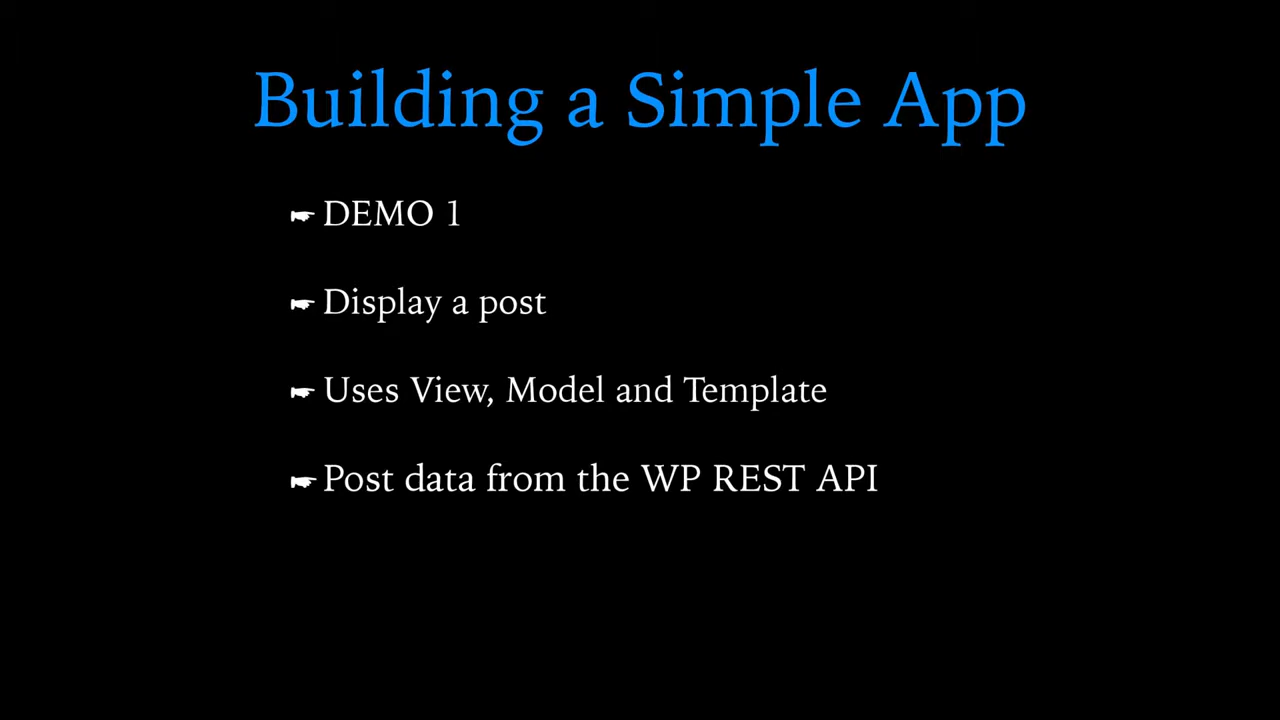 Building a Simple App
☛ DEMO 1
☛ Display a post
☛ Uses View, Model and Template
☛ Post data from the WP REST API